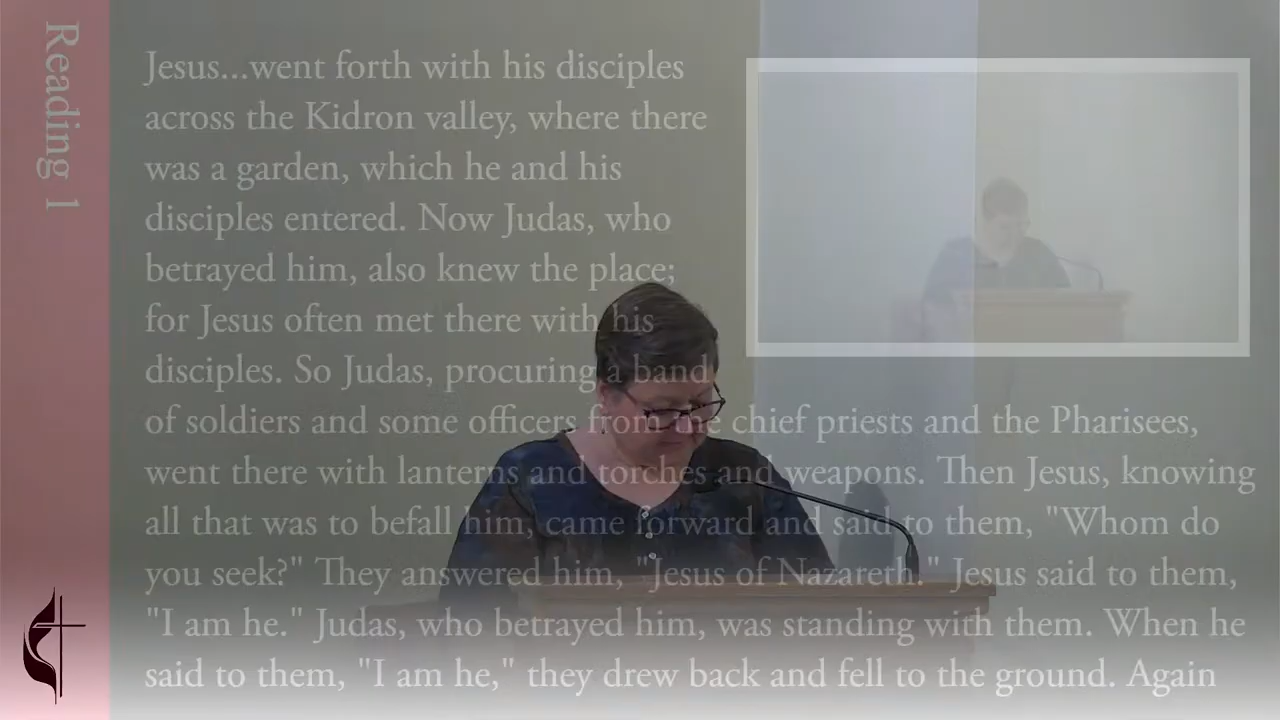 Reading 1
Jesus...went forth with his disciples
across the Kidron valley, where there
was a garden, which he and his
disciples entered. Now Judas, who
betrayed him, also knew the place;
for Jesus often met there with his
disciples. So Judas, procuring a band
of soldiers and some officers from the chief priests and the Pharisees,
went there with lanterns and torches and weapons. Then Jesus, knowing
all that was to befall him, came forward and said to them, "Whom do
you seek?" They answered him, "Jesus of Nazareth." Jesus said to them,
"I am he." Judas, who betrayed him, was standing with them. When he
said to them, "I am he," they drew back and fell to the ground. Again